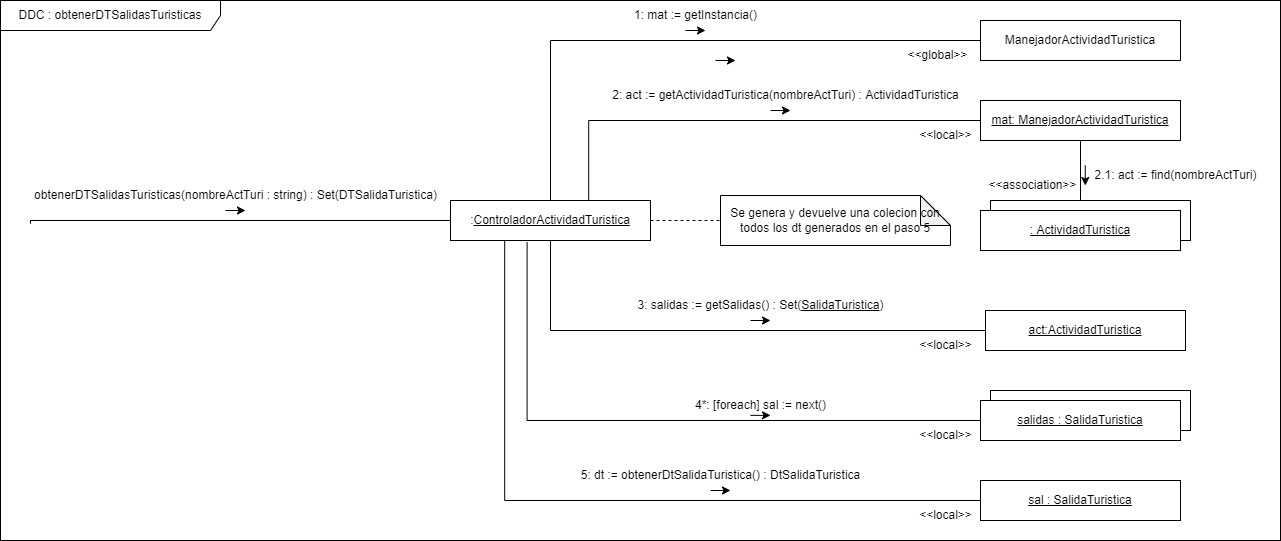 DDC : obtenerDTSalidasTuristicas
1: mat := getInstancia()
ManejadorActividadTuristica
<<global>>
2: act := getActividadTuristica(nombreActTuri) : ActividadTuristica
mat: ManejadorActividadTuristica
<<local>>
2.1: act := find(nombreActTuri)
<<association>>
obtenerDTSalidasTuristicas(nombreActTuri : string) : Set(DTSalidaTuristica)
:ControladorActividadTuristica
Se genera y devuelve una colecion con
todos los dt generados en el paso 5
: ActividadTuristica
3: salidas := getSalidas() : Set(SalidaTuristica)
act:ActividadTuristica
<<local>>
4*: [foreach] sal := next()
salidas : SalidaTuristica
<<local>>
5: dt := obtenerDtSalidaTuristica() : DtSalidaTuristica
sal : SalidaTuristica
<<local>>